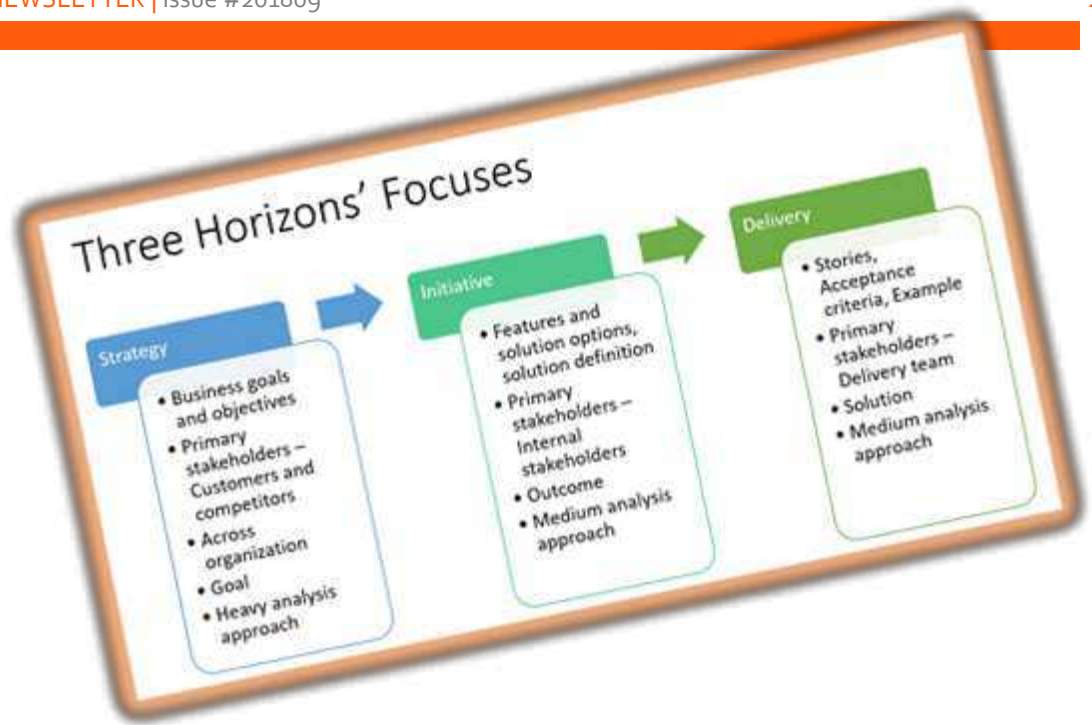 NEWSLETTER | Issue #201809
Three Horizons' Focuses
Strategy
• Business goals
and objectives
• Primary
stakeholders –
Customers and
competitors
• Across
organization
• Goal
• Heavy analysis
approach
Initiative
• Features and
solution options,
solution definition
• Primary
stakeholders –
Internal
stakeholders
• Outcome
• Medium analysis
approach
Delivery
• Stories,
Acceptance
criteria, Example
• Primary
stakeholders –
Delivery team
• Solution
• Medium analysis
approach